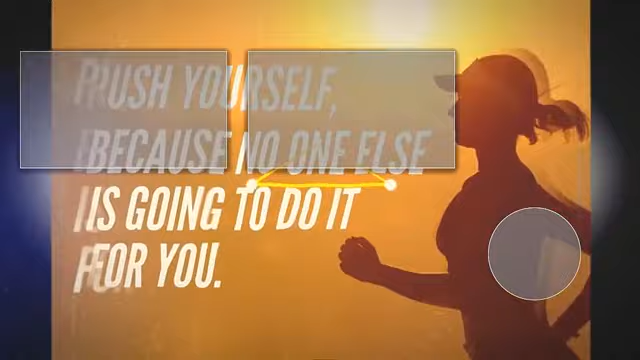 PUSH YOURSELF,
BECAUSE NO ONE ELSE
IS GOING TO DO IT
FOR YOU.